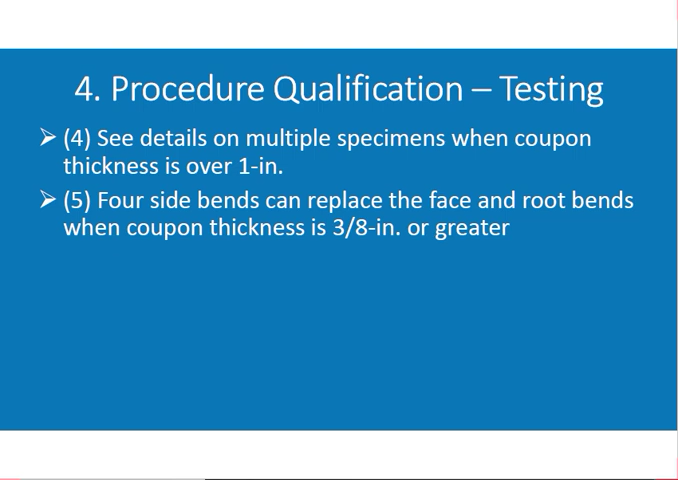 4. Procedure Qualification – Testing
(4) See details on multiple specimens when coupon
thickness is over 1-in.
(5) Four side bends can replace the face and root bends
when coupon thickness is 3/8-in. or greater